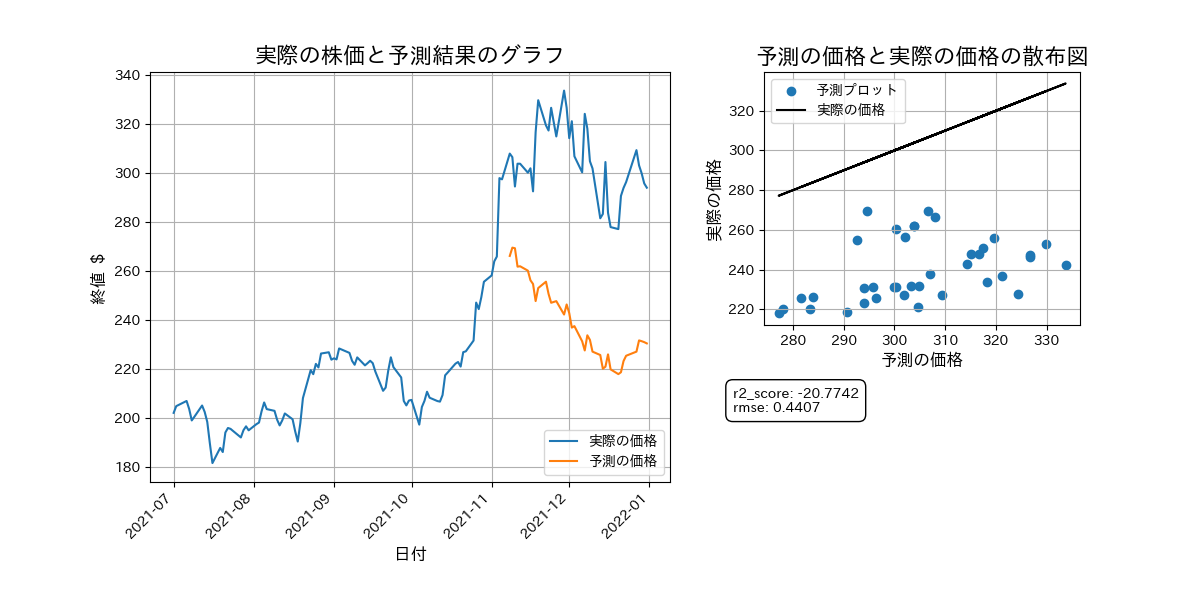 実際の株価と予測結果のグラフ
340
320
300
280
260
240
220
200
180
終値 $
2021-07
2021-08
2021-09
2021-10
2021-11
2021-12
2022-01
日付
実際の価格
予測の価格
予測の価格と実際の価格の散布図
予測プロット
実際の価格
320
300
280
260
240
220
実際の価格
280
290
300
310
320
330
予測の価格
r2_score: -20.7742
rmse: 0.4407